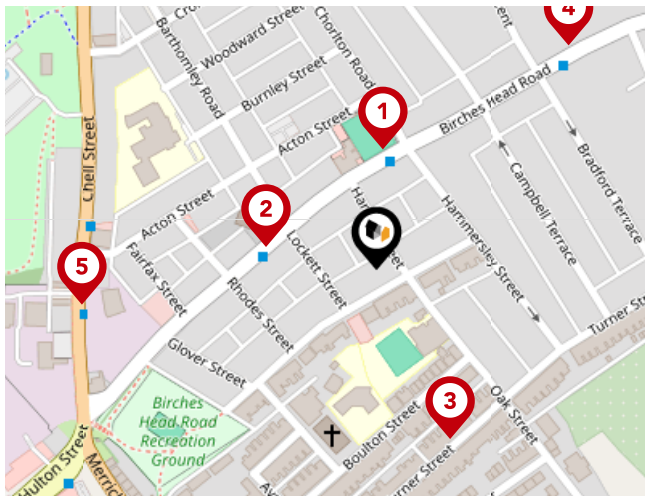 4
Woodward Street
Chorlton Road
Barthomley Road
Burnley Street
Birches Head Road
1
Acton Street
Chell Street
Bradford Terrace
Campbell Terrace
2
Acton Street
Hammersley Street
5
Fairfax Street
Lockett Street
Rhodes Street
Turner
Glover Street
3
Oak Street
Birches
Head Road
Recreation
Ground
Boulton Street
Hulton Street
Street